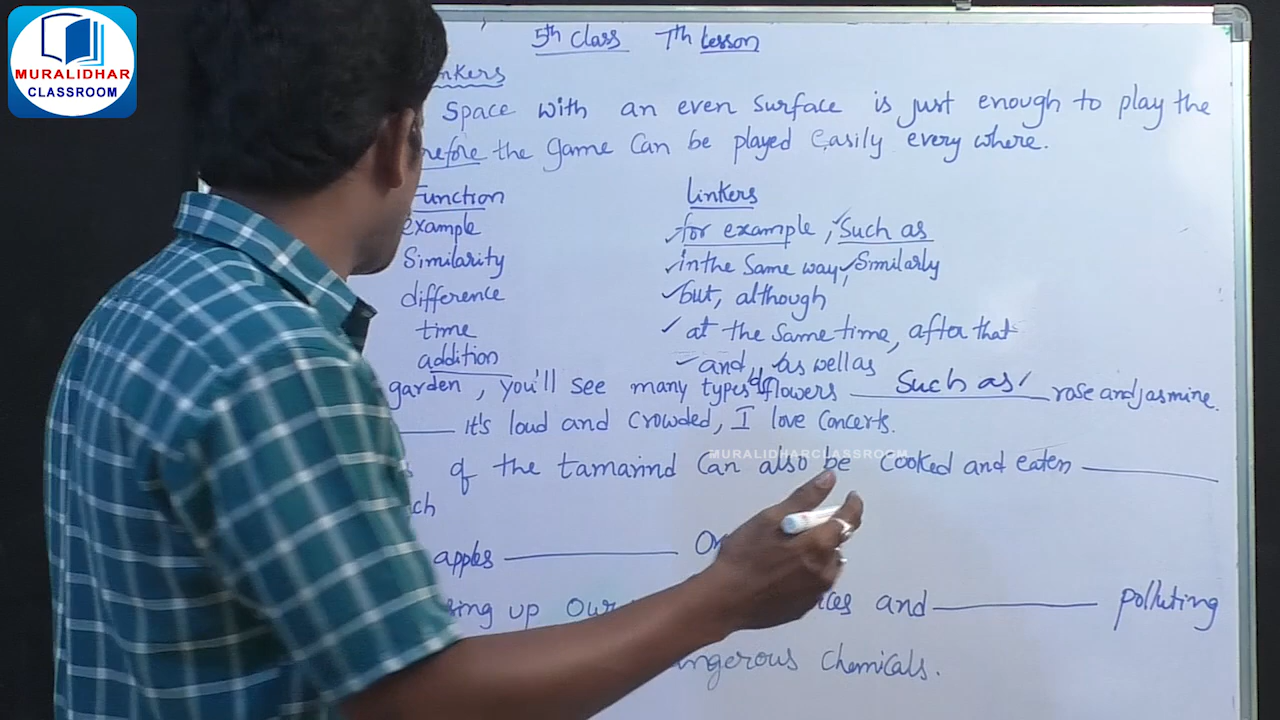 MURALIDHAR
CLASSROOM
5th class 7th Lesson
nkers
Space with an even surface is just enough to play the
refore the game can be played easily every where.
Function linkers
example for example, Such as
Similarity in the same way, Similarly
difference but, although
time at the same time, after that
addition and, as well as
garden, you'll see many types of flowers Such as rose and jasmine.
it's loud and crowded, I love concerts.
of the tamarind can also be cooked and eaten
ch
MURALIDHARCLASSROOM
apples Or
sing up our ces and polluting
ngerous chemicals.